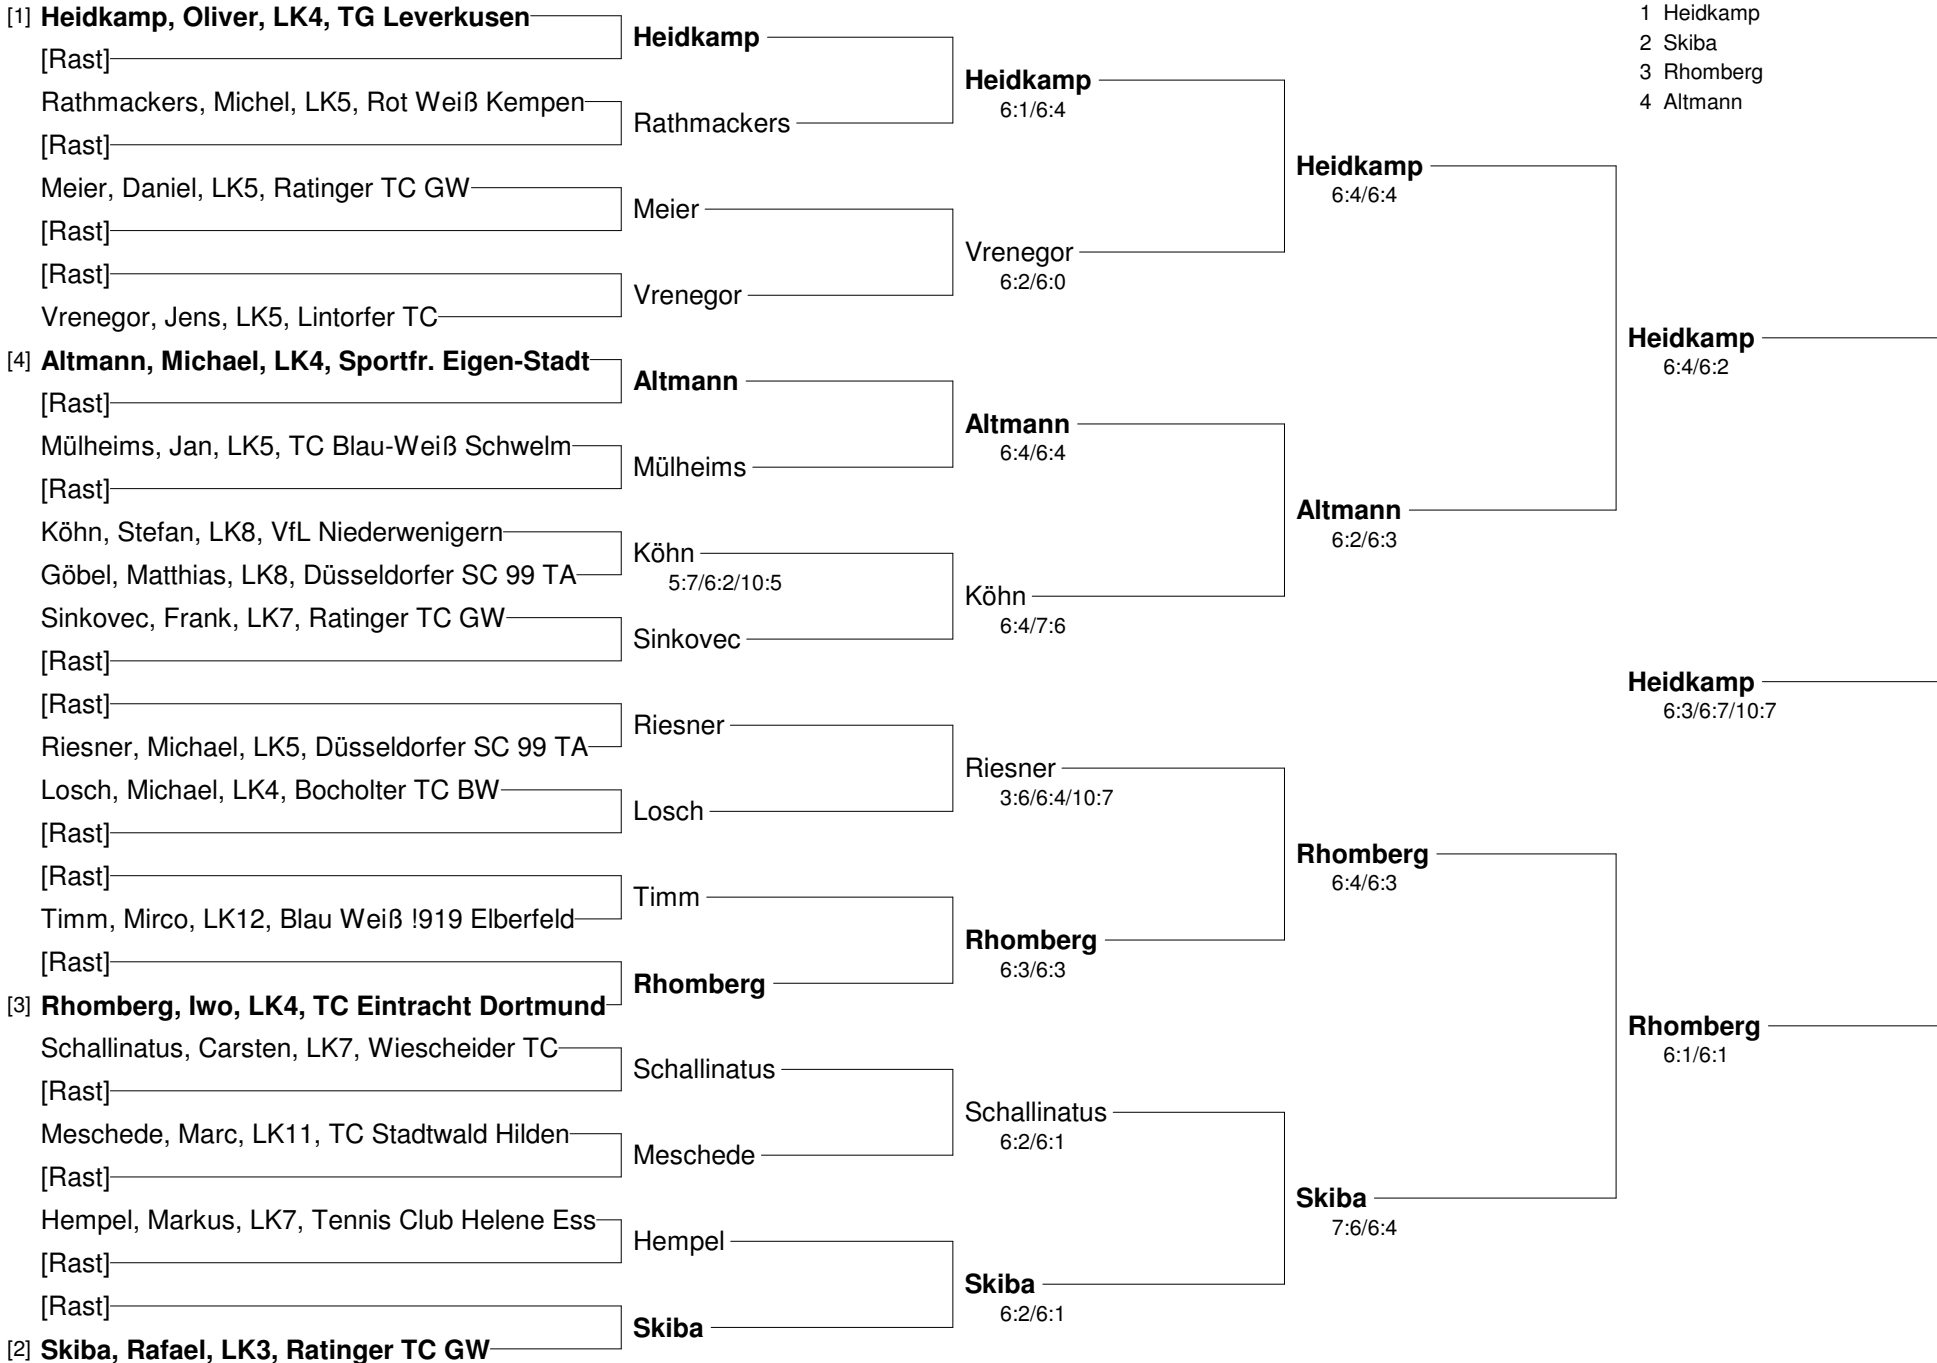 [1] Heidkamp, Oliver, LK4, TG Leverkusen
[Rast]
Rathmackers, Michel, LK5, Rot Weiß Kempen
[Rast]
Meier, Daniel, LK5, Ratinger TC GW
[Rast]
[Rast]
Vrenegor, Jens, LK5, Lintorfer TC
[4] Altmann, Michael, LK4, Sportfr. Eigen-Stadt
[Rast]
Mülheims, Jan, LK5, TC Blau-Weiß Schwelm
[Rast]
Köhn, Stefan, LK8, VfL Niederwenigern
Göbel, Matthias, LK8, Düsseldorfer SC 99 TA
Sinkovec, Frank, LK7, Ratinger TC GW
[Rast]
[Rast]
Riesner, Michael, LK5, Düsseldorfer SC 99 TA
Losch, Michael, LK4, Bocholter TC BW
[Rast]
[Rast]
Timm, Mirco, LK12, Blau Weiß !919 Elberfeld
[Rast]
[3] Rhomberg, Iwo, LK4, TC Eintracht Dortmund
Schallinatus, Carsten, LK7, Wiescheider TC
[Rast]
Meschede, Marc, LK11, TC Stadtwald Hilden
[Rast]
Hempel, Markus, LK7, Tennis Club Helene Ess
[Rast]
[Rast]
[2] Skiba, Rafael, LK3, Ratinger TC GW
Heidkamp
Rathmackers
Meier
Vrenegor
Altmann
Mülheims
Köhn
5:7/6:2/10:5
Sinkovec
Riesner
Losch
Timm
Rhomberg
Schallinatus
Meschede
Hempel
Skiba
Heidkamp
6:1/6:4
Vrenegor
6:2/6:0
Altmann
6:4/6:4
Köhn
6:4/7:6
Riesner
3:6/6:4/10:7
Rhomberg
6:3/6:3
Schallinatus
6:2/6:1
Skiba
6:2/6:1
Heidkamp
6:4/6:4
Altmann
6:2/6:3
Rhomberg
6:4/6:3
Skiba
7:6/6:4
1 Heidkamp
2 Skiba
3 Rhomberg
4 Altmann
Heidkamp
6:4/6:2
Heidkamp
6:3/6:7/10:7
Rhomberg
6:1/6:1